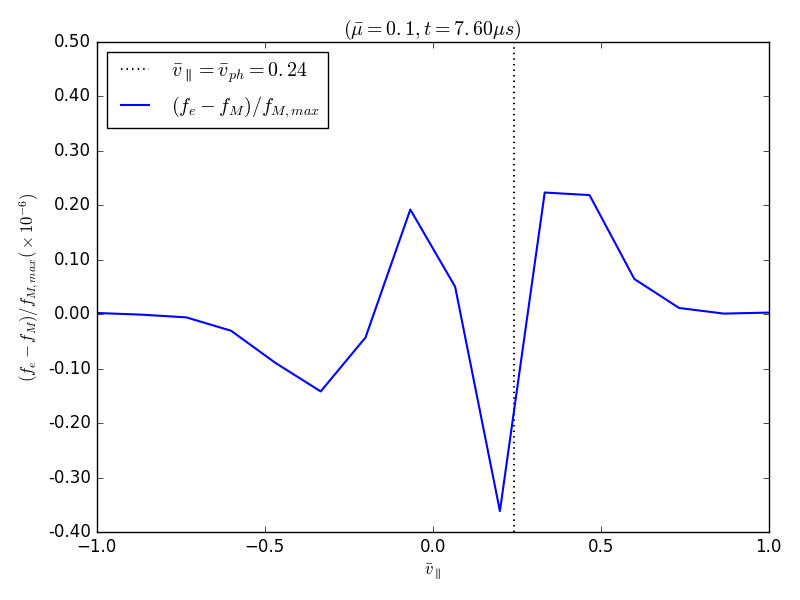 (μ̄ = 0.1, t = 7.60μs)
0.50
v̄∥ = v̄ph = 0.24
(fe − fM)/fM,max
0.40
0.30
0.20
0.10
0.00
-0.10
-0.20
-0.30
-0.40
(fe − fM)/fM,max(×10⁻⁶)
−1.0 −0.5 0.0 0.5 1.0
v̄∥